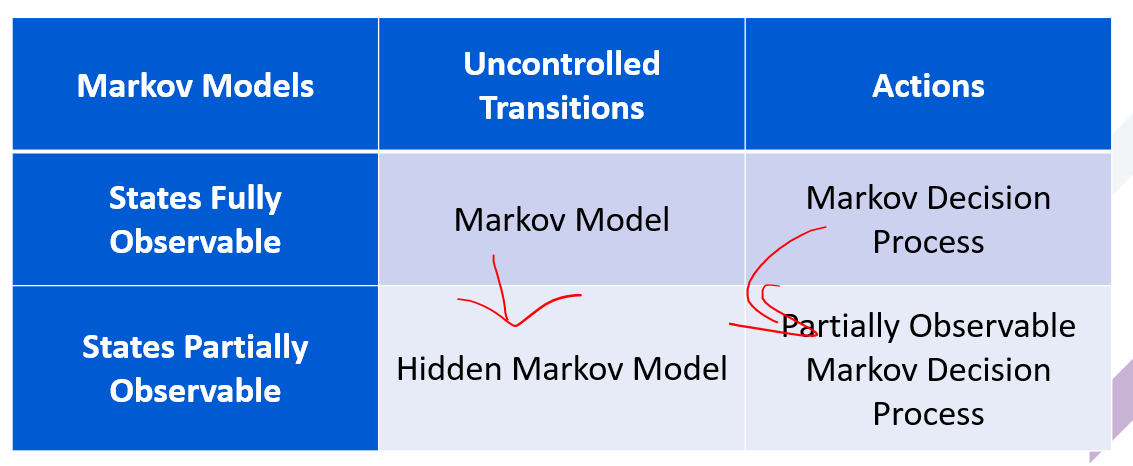 Markov Models
Uncontrolled
Transitions
Actions
States Fully
Observable
Markov Model
Markov Decision
Process
States Partially
Observable
Hidden Markov Model
Partially Observable
Markov Decision
Process